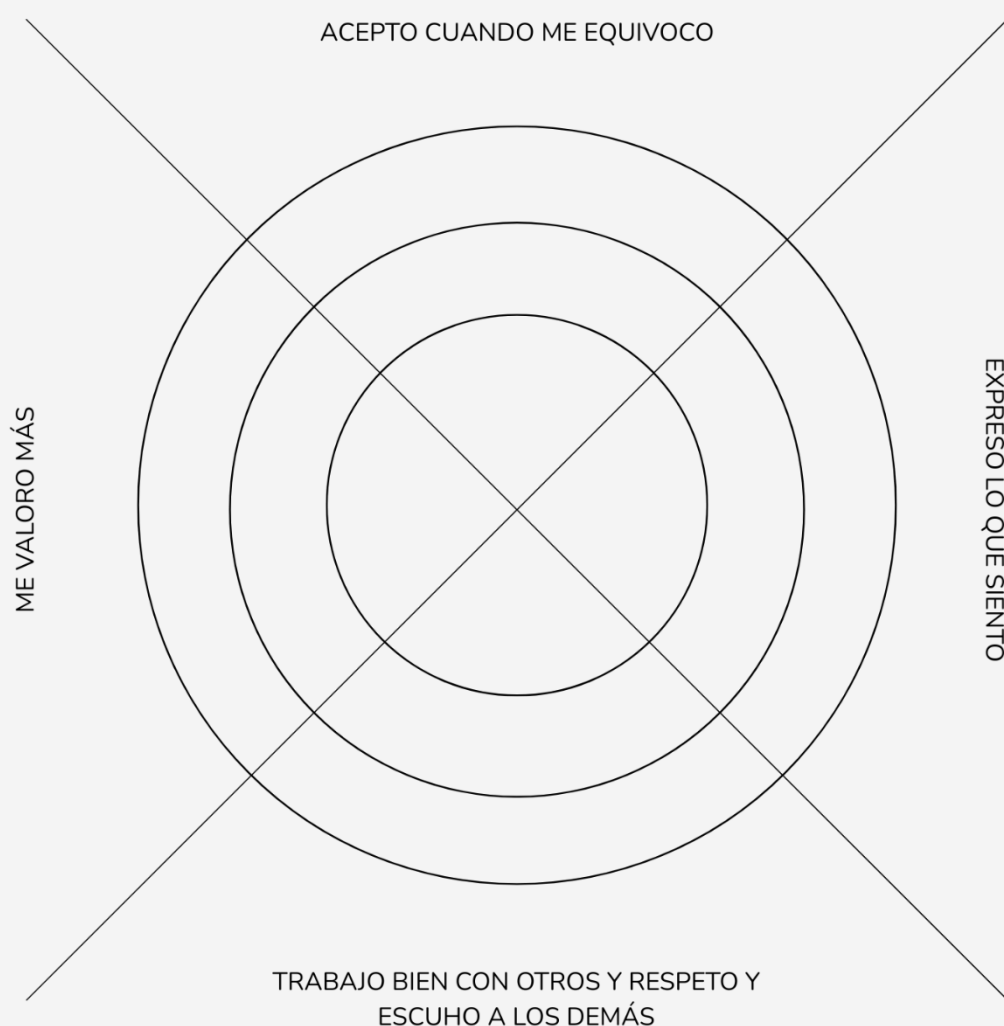 ACEPTO CUANDO ME EQUIVOCO
ME VALORO MÁS
EXPRESO LO QUE SIENTO
TRABAJO BIEN CON OTROS Y RESPETO Y
ESCUHO A LOS DEMÁS